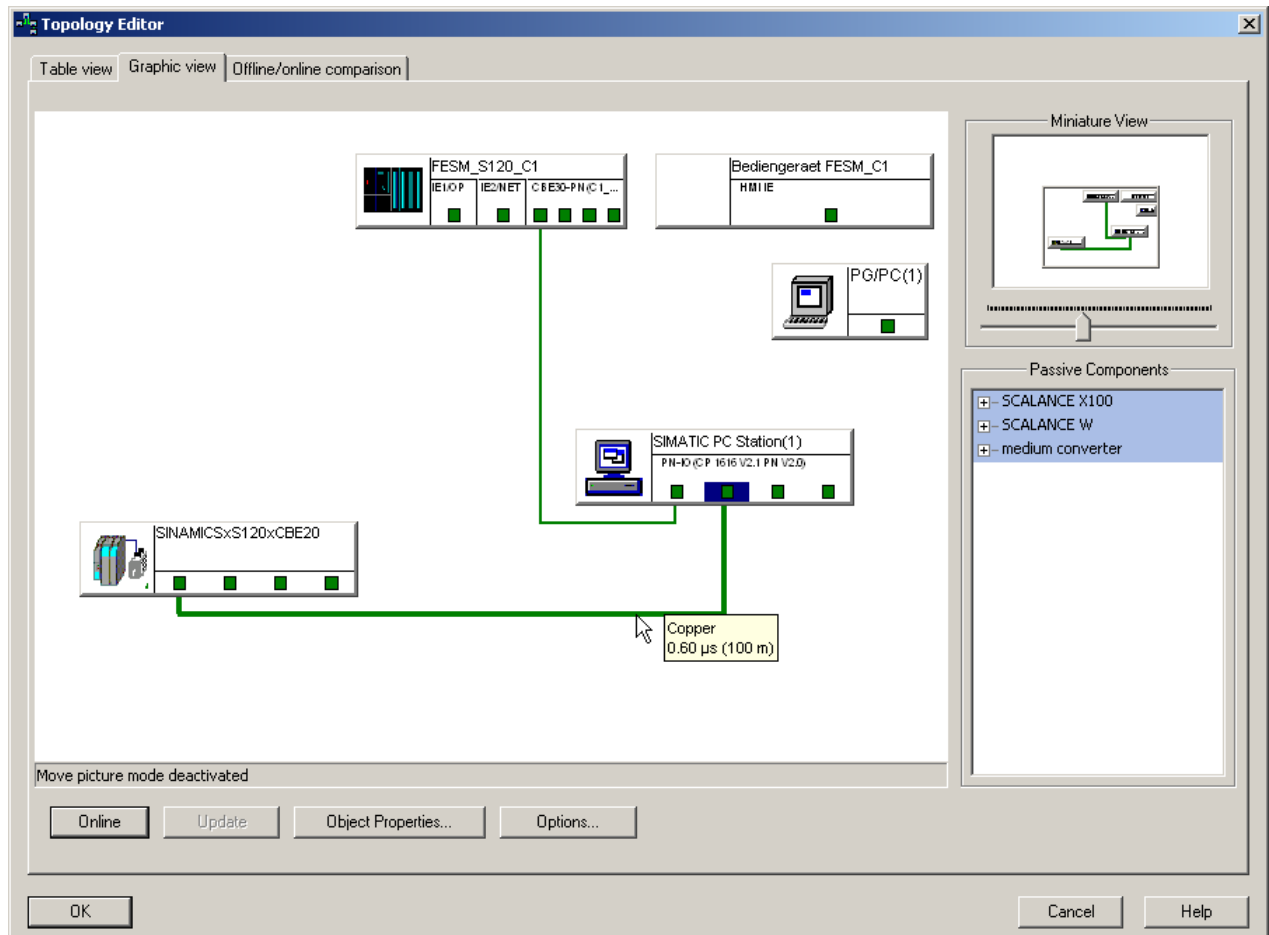 Topology Editor
Table view
Graphic view
Offline/online comparison
FESM_S120_C1
IE1/OP
IE2/NET
CBE30-PN(C1_...
Bediengeraet FESM_C1
HMI IE
PG/PC(1)
SIMATIC PC Station(1)
PN-IO (CP 1616 V2.1 PN V2.0)
SINAMICSxS120xCBE20
Copper
0.60 µs (100 m)
Miniature View
Passive Components
SCALANCE X100
SCALANCE W
medium converter
Move picture mode deactivated
Online
Update
Object Properties...
Options...
OK
Cancel
Help